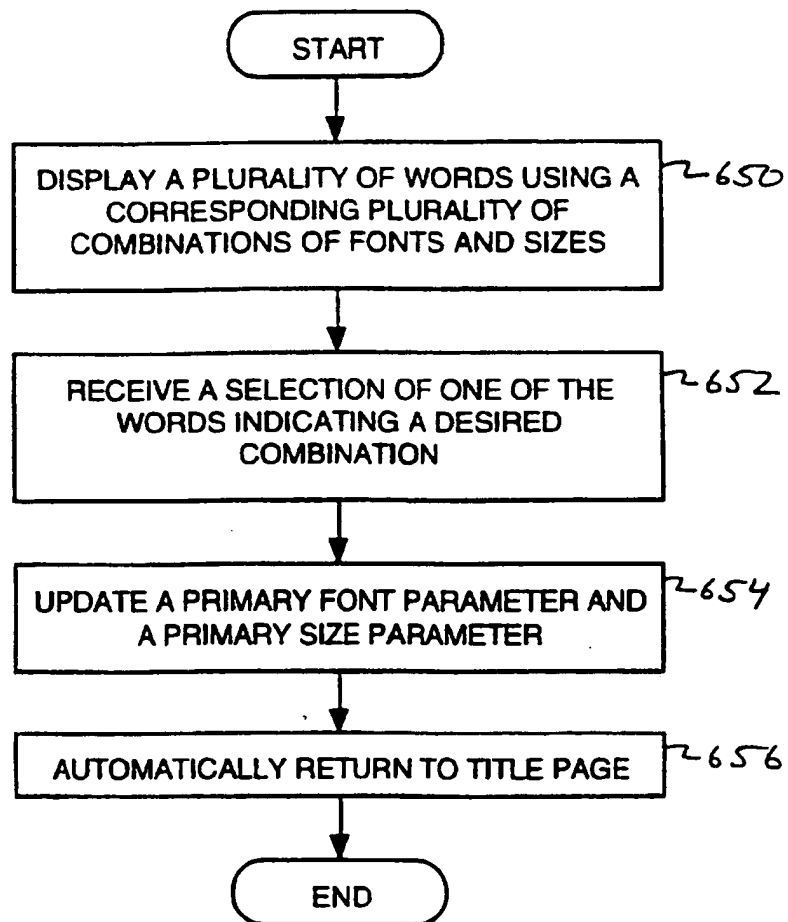 START
DISPLAY A PLURALITY OF WORDS USING A
CORRESPONDING PLURALITY OF
COMBINATIONS OF FONTS AND SIZES
650
RECEIVE A SELECTION OF ONE OF THE
WORDS INDICATING A DESIRED
COMBINATION
652
UPDATE A PRIMARY FONT PARAMETER AND
A PRIMARY SIZE PARAMETER
654
AUTOMATICALLY RETURN TO TITLE PAGE
656
END